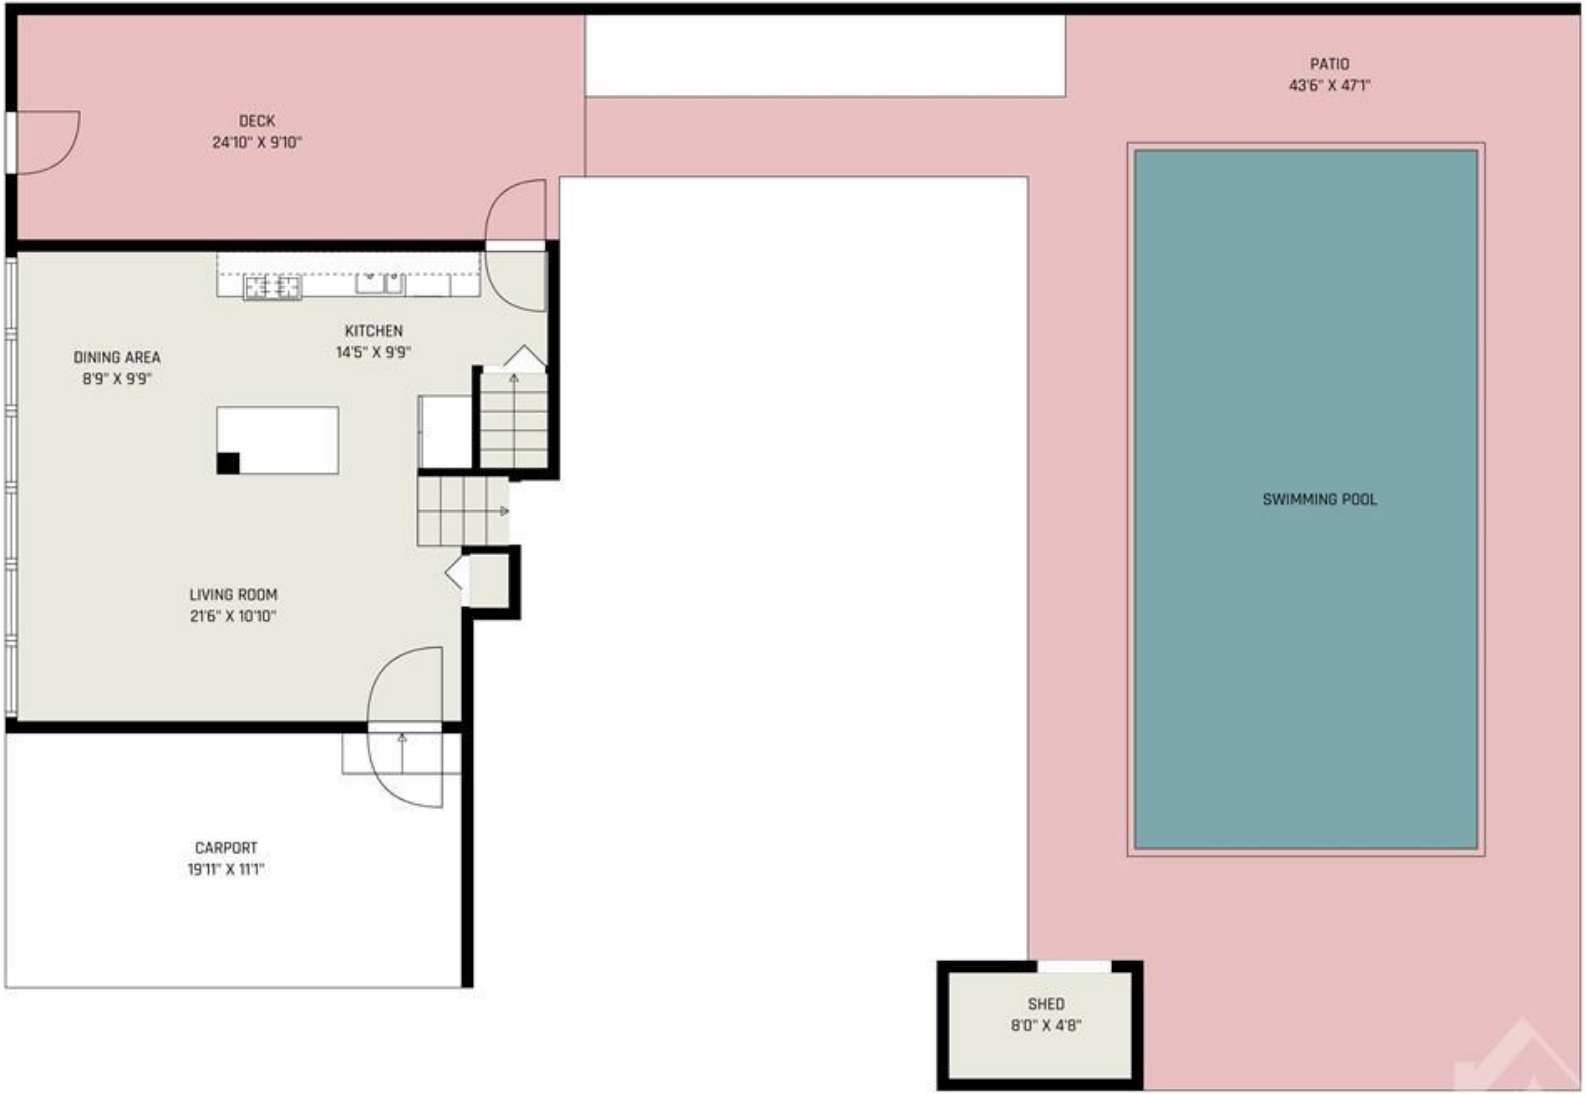 PATIO
43'6" X 47'1"
DECK
24'10" X 9'10"
KITCHEN
14'5" X 9'9"
DINING AREA
8'9" X 9'9"
SWIMMING POOL
LIVING ROOM
21'6" X 10'10"
CARPORT
19'11" X 11'1"
SHED
8'0" X 4'8"